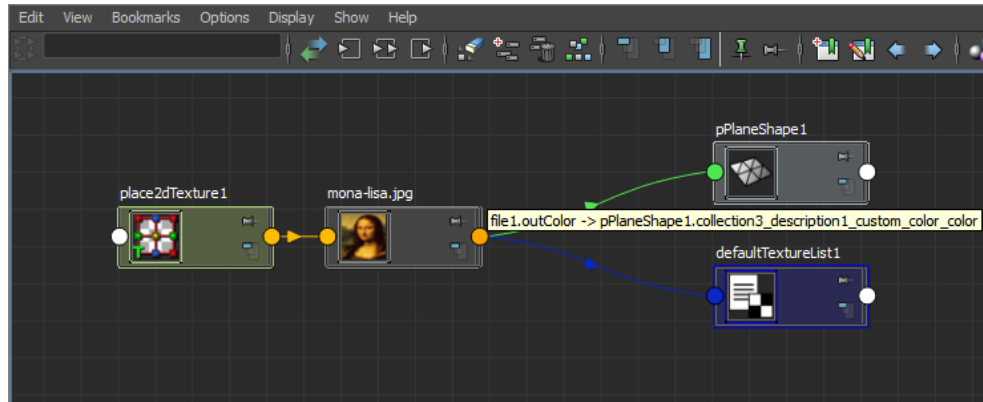 Edit View Bookmarks Options Display Show Help
pPlaneShape1
place2dTexture1 mona-lisa.jpg
file1.outColor -> pPlaneShape1.collection3_description1_custom_color_color
defaultTextureList1